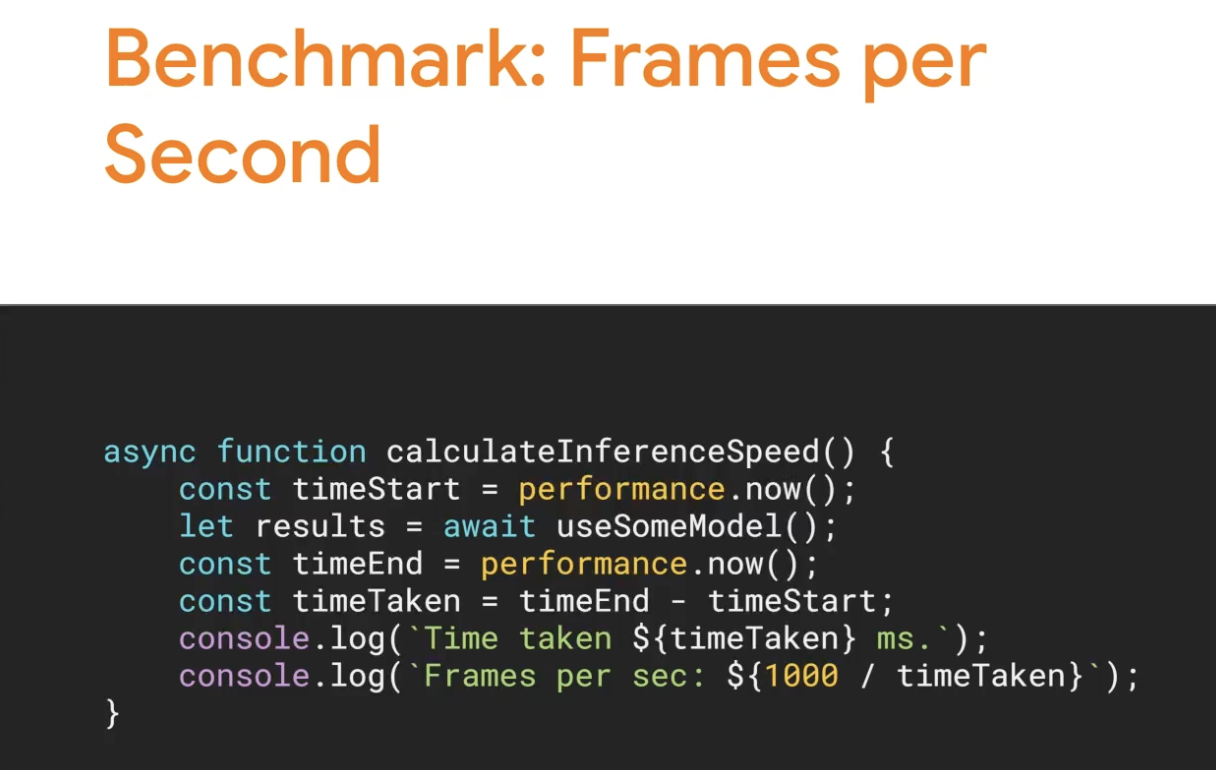 Benchmark: Frames per
Second
async function calculateInferenceSpeed() {
    const timeStart = performance.now();
    let results = await useSomeModel();
    const timeEnd = performance.now();
    const timeTaken = timeEnd - timeStart;
    console.log(`Time taken ${timeTaken} ms.`);
    console.log(`Frames per sec: ${1000 / timeTaken}`);
}